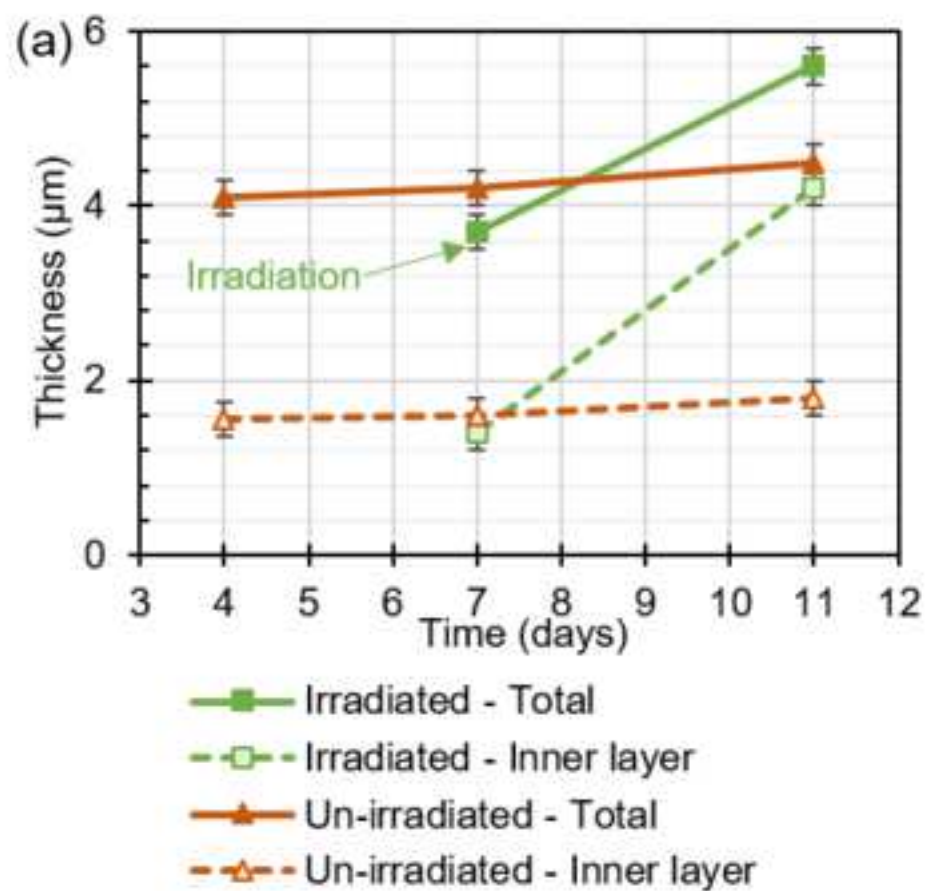 (a)
6
4
2
0
Thickness (μm)
Irradiation
3 4 5 6 7 8 9 10 11 12
Time (days)
Irradiated - Total
Irradiated - Inner layer
Un-irradiated - Total
Un-irradiated - Inner layer